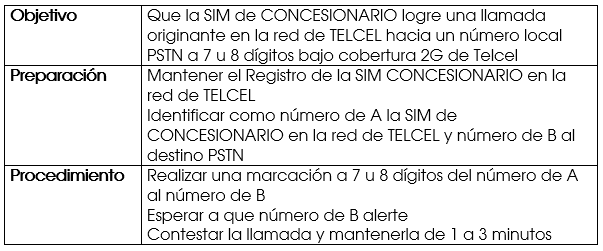 Objetivo
Que la SIM de CONCESIONARIO logre una llamada
originante en la red de TELCEL hacia un número local
PSTN a 7 u 8 dígitos bajo cobertura 2G de Telcel
Preparación
Mantener el Registro de la SIM CONCESIONARIO en la
red de TELCEL
Identificar como número de A la SIM de
CONCESIONARIO en la red de TELCEL y número de B al
destino PSTN
Procedimiento
Realizar una marcación a 7 u 8 dígitos del número de A
al número de B
Esperar a que número de B alerte
Contestar la llamada y mantenerla de 1 a 3 minutos